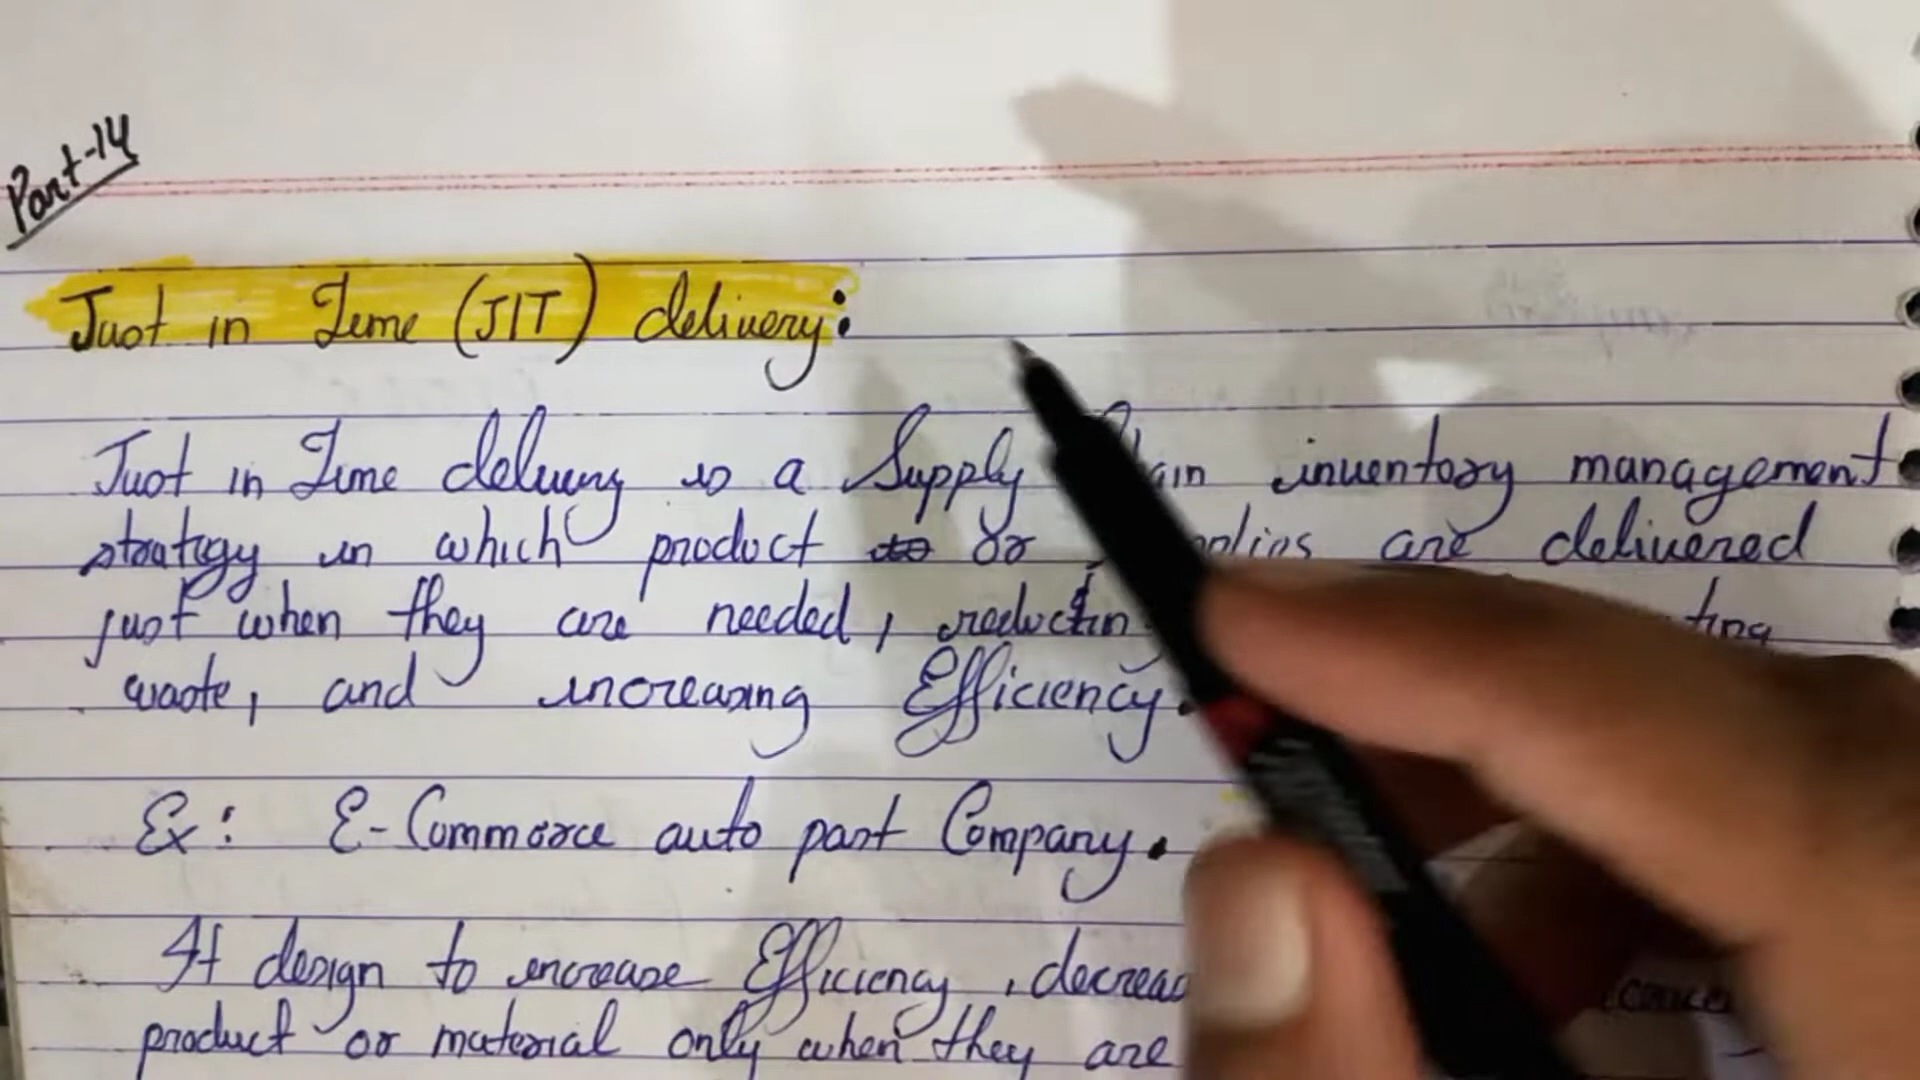 Part-14
Just in Time (JIT) delivery:
Just in Time delivery is a Supply inventory management
strategy in which product or are delivered
just when they are needed,
waste, and increasing Efficiency.
Ex: E-Commerce auto part Company.
It design to increase Efficiency,
product or material only when they are